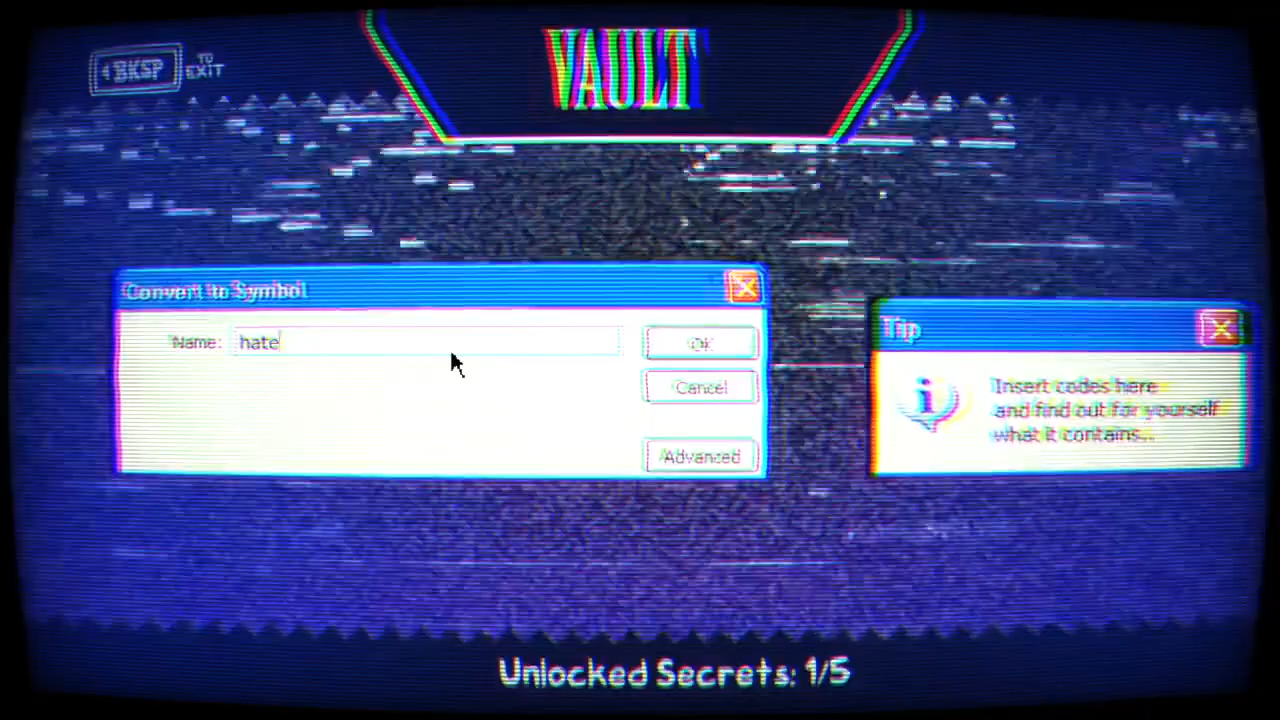 VAULT
BKSP TO EXIT
Convert to Symbol
Name: hate
OK
Cancel
Advanced
Tip
Insert codes here
and find out for yourself
what it contains...
Unlocked Secrets: 1/5